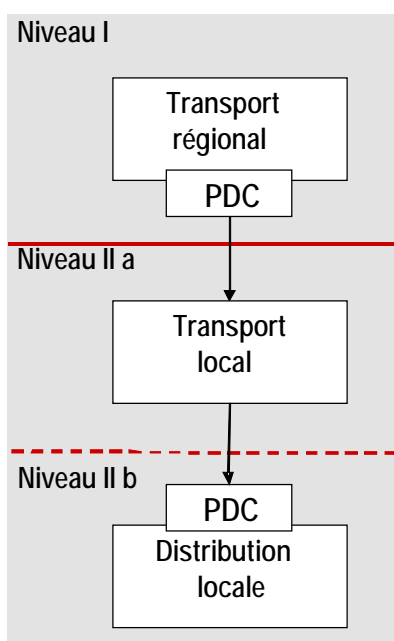 Niveau I
Transport
régional
PDC
Niveau II a
Transport
local
Niveau II b
PDC
Distribution
locale